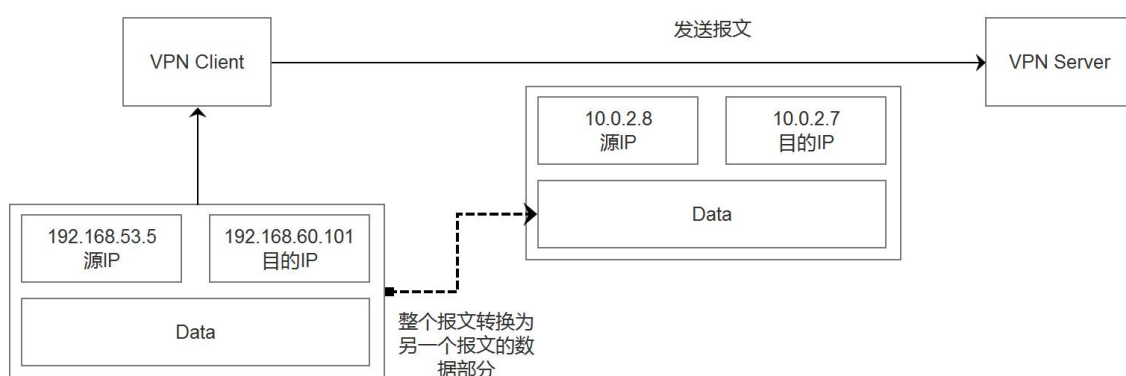 发送报文
VPN Client
VPN Server
10.0.2.8
源IP
10.0.2.7
目的IP
Data
192.168.53.5
源IP
192.168.60.101
目的IP
Data
整个报文转换为
另一个报文的数
据部分